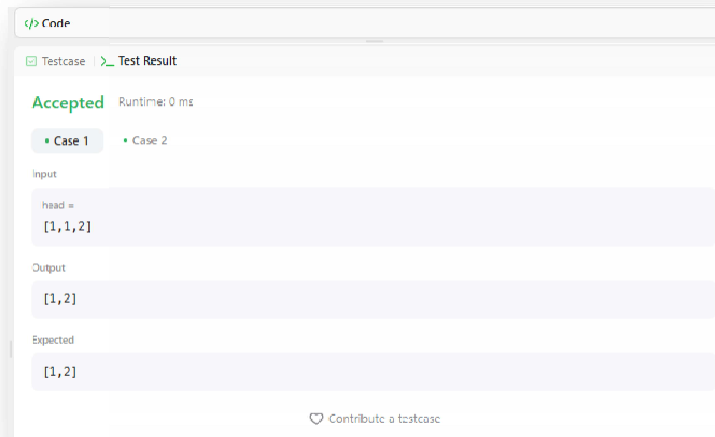 </> Code
Testcase | >_ Test Result
Accepted Runtime: 0 ms
• Case 1 • Case 2
Input
head =
[1,1,2]
Output
[1,2]
Expected
[1,2]
Contribute a testcase